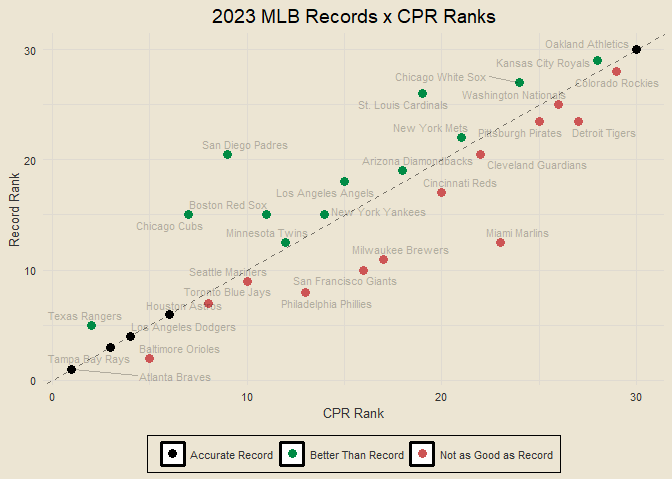 2023 MLB Records x CPR Ranks
30
Oakland Athletics
Kansas City Royals
Chicago White Sox
Colorado Rockies
Washington Nationals
St. Louis Cardinals
New York Mets
Pittsburgh Pirates
Detroit Tigers
San Diego Padres
20
Arizona Diamondbacks
Cleveland Guardians
Cincinnati Reds
Los Angeles Angels
Boston Red Sox
New York Yankees
Chicago Cubs
Minnesota Twins
Miami Marlins
Milwaukee Brewers
Record Rank
10
Seattle Mariners
San Francisco Giants
Toronto Blue Jays
Houston Astros
Philadelphia Phillies
Texas Rangers
Los Angeles Dodgers
Baltimore Orioles
Tampa Bay Rays
Atlanta Braves
0
0 10 20 30
CPR Rank
Accurate Record Better Than Record Not as Good as Record